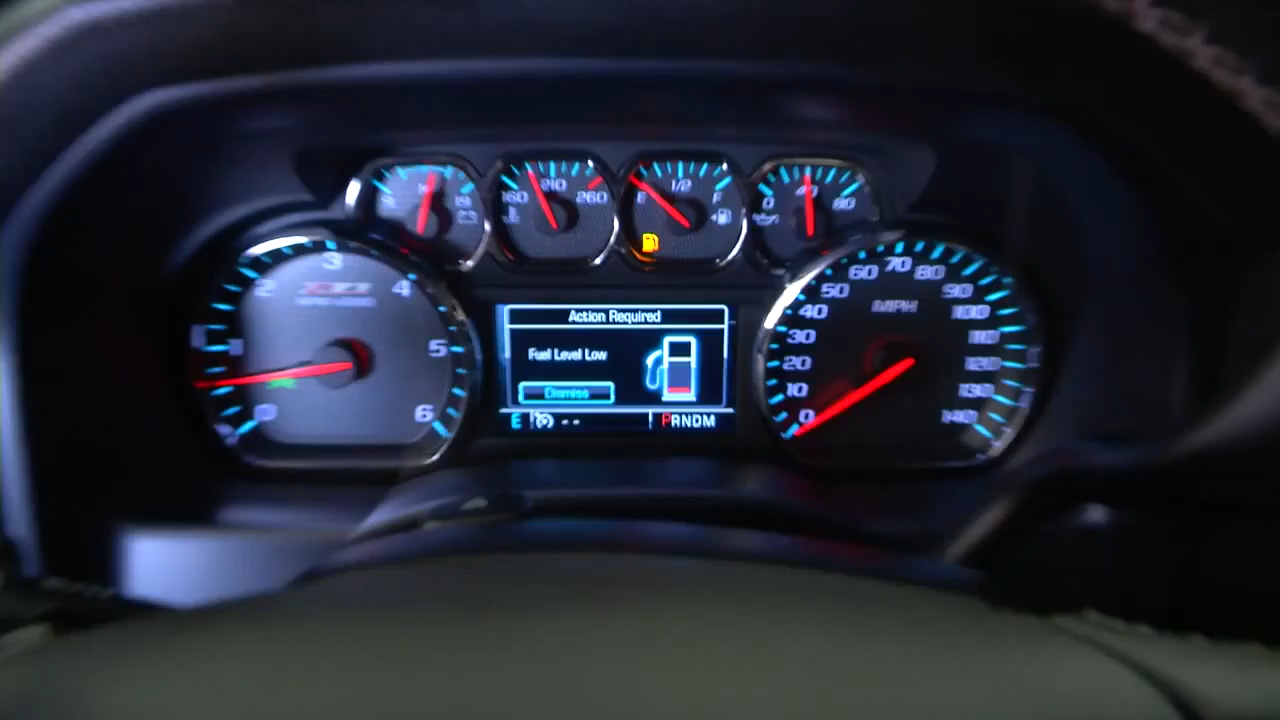 14 19
160 210 260
E 1/2 F
0 40 80
0 1 2 3 4 5 6
MPH
0 10 20 30 40 50 60 70 80 90 100 110 120 130 140
Action Required
Fuel Level Low
Dismiss
E -- PRNDM